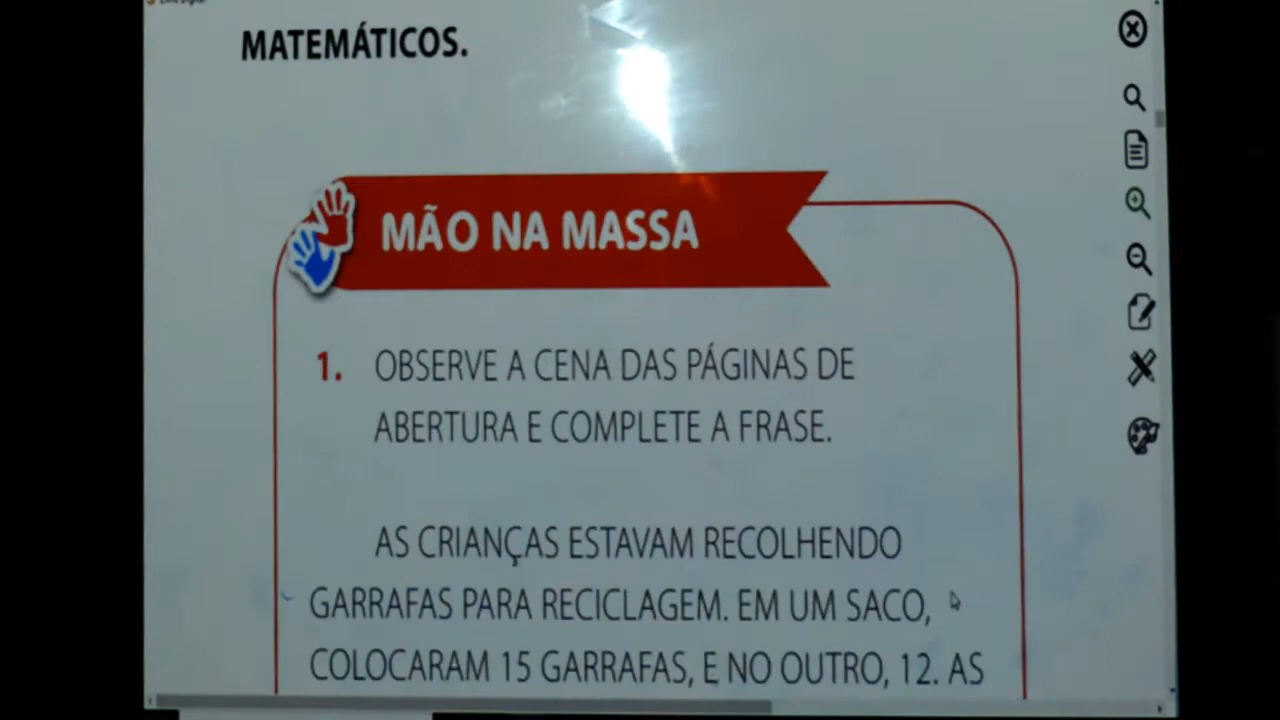 MATEMÁTICOS.
MÃO NA MASSA
1. OBSERVE A CENA DAS PÁGINAS DE
ABERTURA E COMPLETE A FRASE.
AS CRIANÇAS ESTAVAM RECOLHENDO
GARRAFAS PARA RECICLAGEM. EM UM SACO,
COLOCARAM 15 GARRAFAS, E NO OUTRO, 12. AS